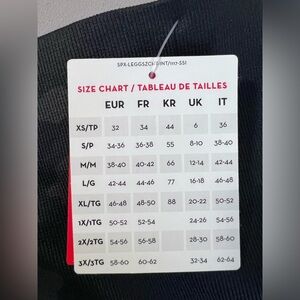 SIZE CHART / TABLEAU DE TAILLES
EUR FR KR UK IT
XS/TP 32 34 44 6 36
S/P 34-36 36-38 55 8-10 38-40
M/M 38-40 40-42 66 12-14 42-44
L/G 42-44 44-46 77 16-18 46-48
XL/TG 46-48 48-50 88 20-22 50-52
1X/1TG 50-52 52-54 24-26 54-56
2X/2TG 54-56 56-58 28-30 58-60
3X/3TG 58-60 60-62 32-34 62-64